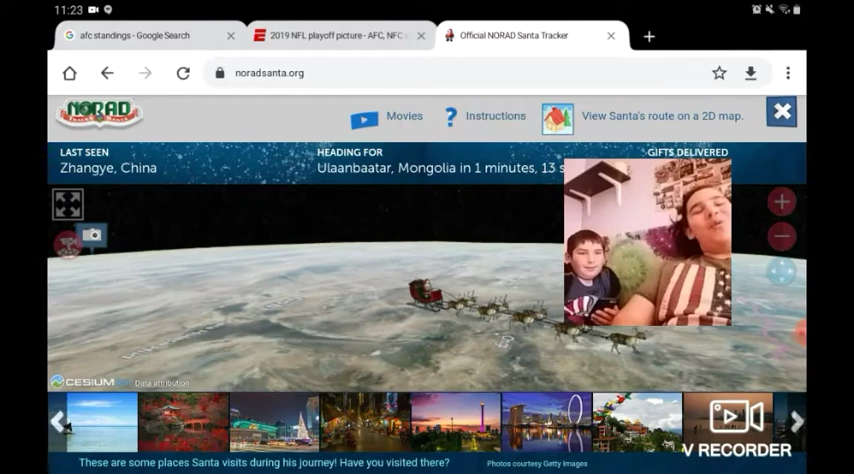 11:23
afc standings - Google Search
2019 NFL playoff picture - AFC, NFC
Official NORAD Santa Tracker
noradsanta.org
NORAD
TRACKS SANTA
Movies
Instructions
View Santa's route on a 2D map.
LAST SEEN
HEADING FOR
GIFTS DELIVERED
Zhangye, China
Ulaanbaatar, Mongolia in 1 minutes, 13 s
CESIUM
Data attribution
V RECORDER
These are some places Santa visits during his journey! Have you visited there?
Photos courtesy Getty Images